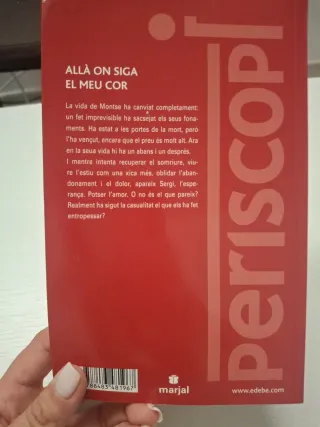 ALLÀ ON SIGA
EL MEU COR
La vida de Montse ha canviat completament:
un fet imprevisible ha sacsejat els seus fona-
ments. Ha estat a les portes de la mort, però
l'ha vençut, encara que el preu és molt alt. Ara
en la seua vida hi ha un abans i un després.
I mentre intenta recuperar el somriure, viu-
re l'estiu com una xica més, oblidar l'aban-
donament i el dolor, apareix Sergi, l'espe-
rança. Potser l'amor. O no és el que pareix?
Realment ha sigut la casualitat el que els ha fet
entropessar?
periscopi
788483"481967
marjal
www.edebe.com